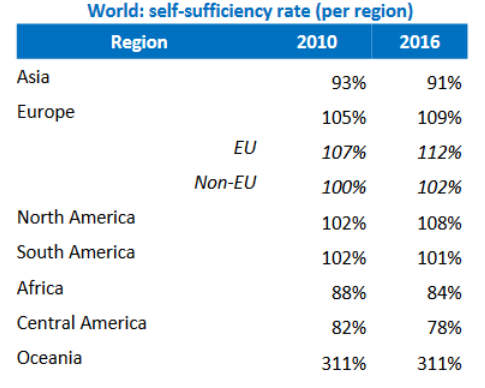 World: self-sufficiency rate (per region)
Region 2010 2016
Asia 93% 91%
Europe 105% 109%
EU 107% 112%
Non-EU 100% 102%
North America 102% 108%
South America 102% 101%
Africa 88% 84%
Central America 82% 78%
Oceania 311% 311%